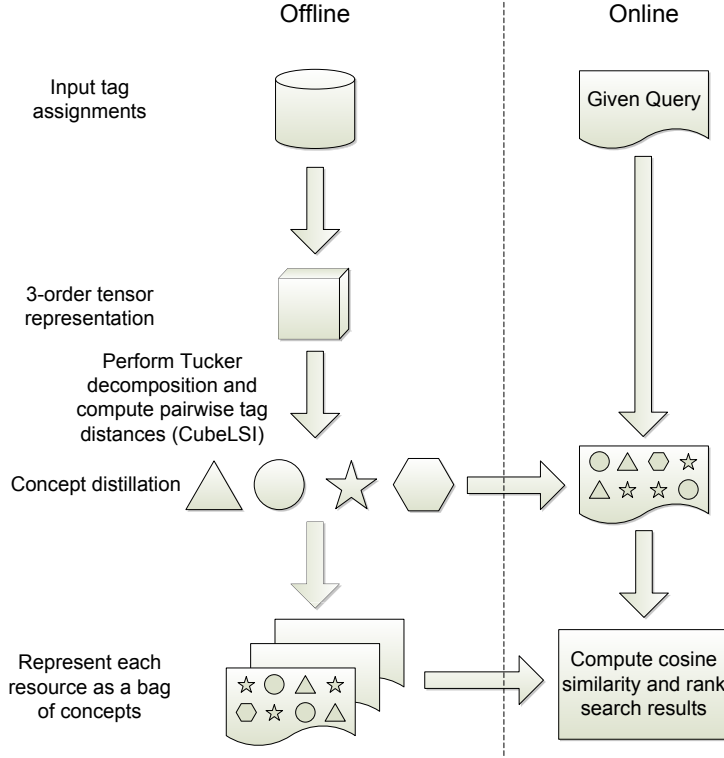 Offline
Online
Input tag
assignments
Given Query
3-order tensor
representation
Perform Tucker
decomposition and
compute pairwise tag
distances (CubeLSI)
Concept distillation
Represent each
resource as a bag
of concepts
Compute cosine
similarity and rank
search results